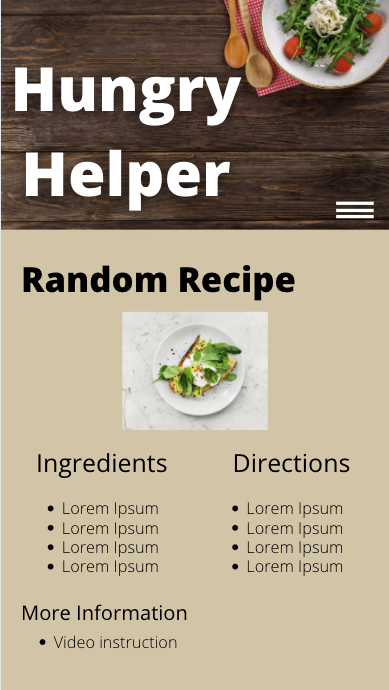 Hungry
Helper
Random Recipe
Ingredients
• Lorem Ipsum
• Lorem Ipsum
• Lorem Ipsum
• Lorem Ipsum
Directions
• Lorem Ipsum
• Lorem Ipsum
• Lorem Ipsum
• Lorem Ipsum
More Information
• Video instruction